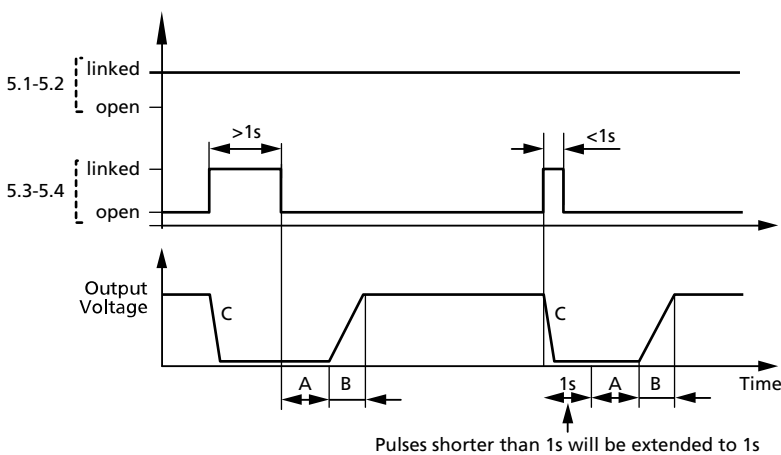 5.1-5.2
linked
open
>1s
<1s
5.3-5.4
linked
open
Output
Voltage
C
C
A
B
1s
A
B
Time
Pulses shorter than 1s will be extended to 1s